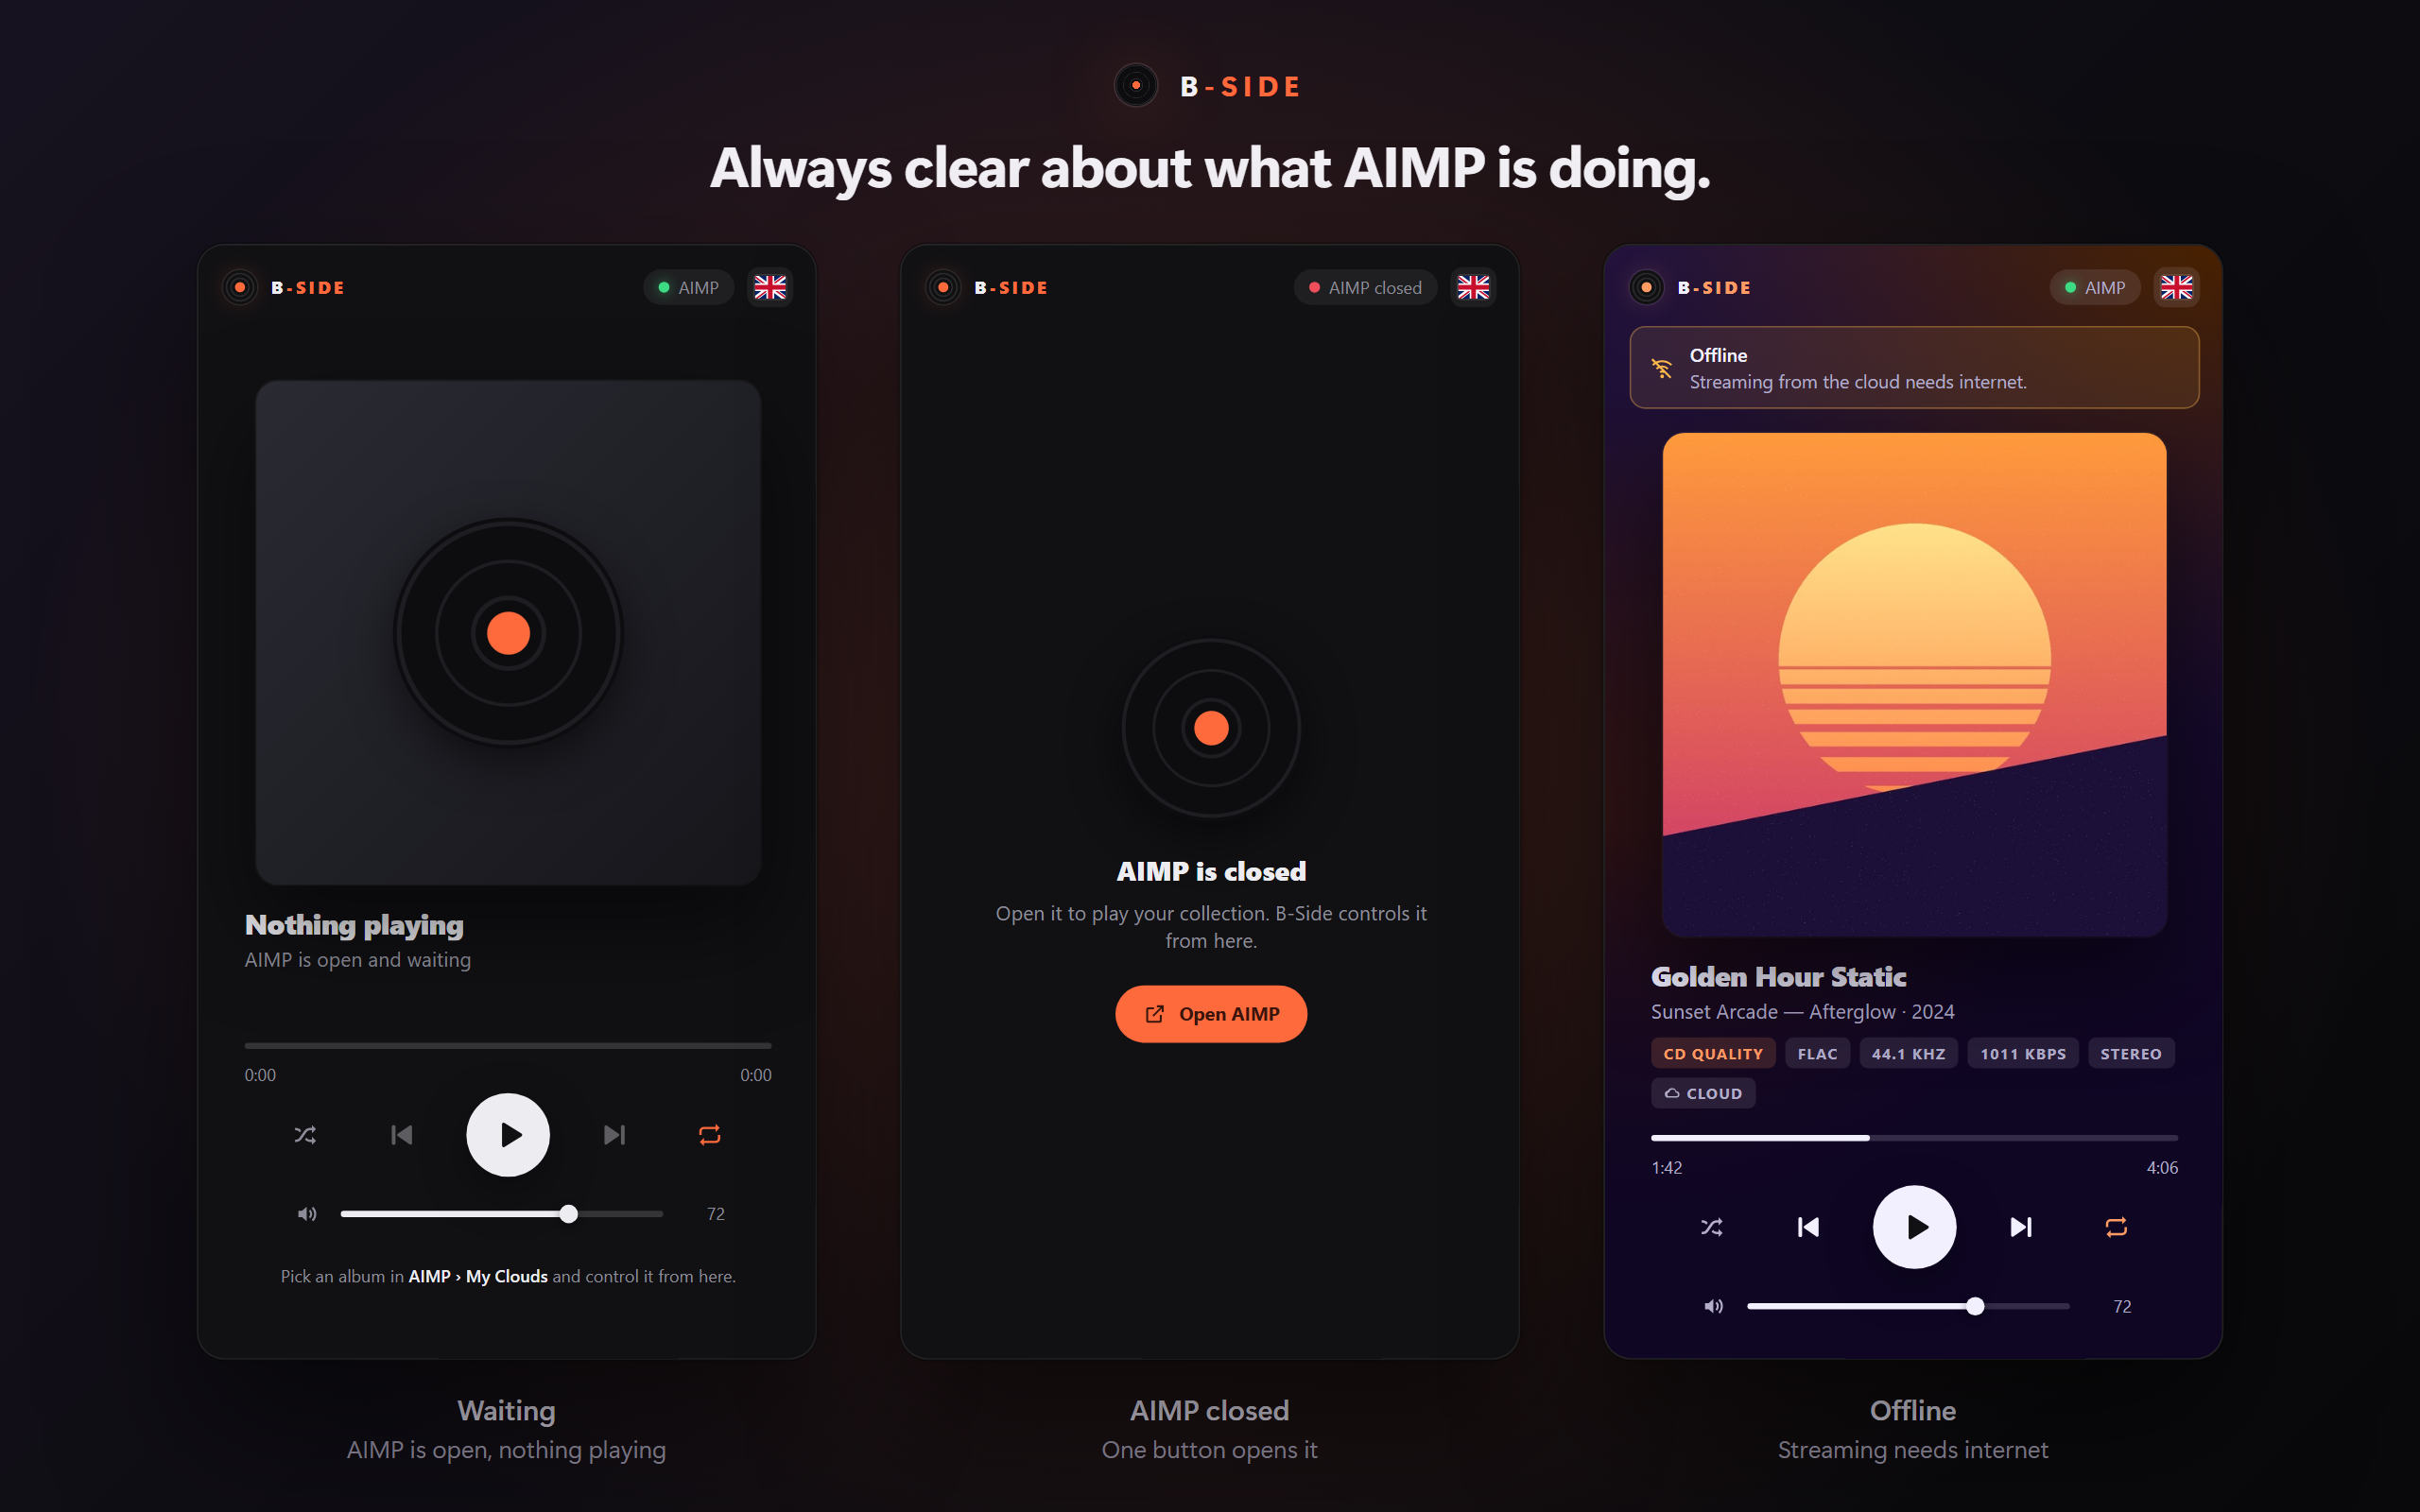 B-SIDE
Always clear about what AIMP is doing.
B-SIDE
AIMP
Nothing playing
AIMP is open and waiting
0:00
0:00
72
Pick an album in AIMP › My Clouds and control it from here.
Waiting
AIMP is open, nothing playing
B-SIDE
AIMP closed
AIMP is closed
Open it to play your collection. B-Side controls it
from here.
Open AIMP
AIMP closed
One button opens it
B-SIDE
AIMP
Offline
Streaming from the cloud needs internet.
Golden Hour Static
Sunset Arcade — Afterglow · 2024
CD QUALITY FLAC 44.1 KHZ 1011 KBPS STEREO
CLOUD
1:42
4:06
72
Offline
Streaming needs internet